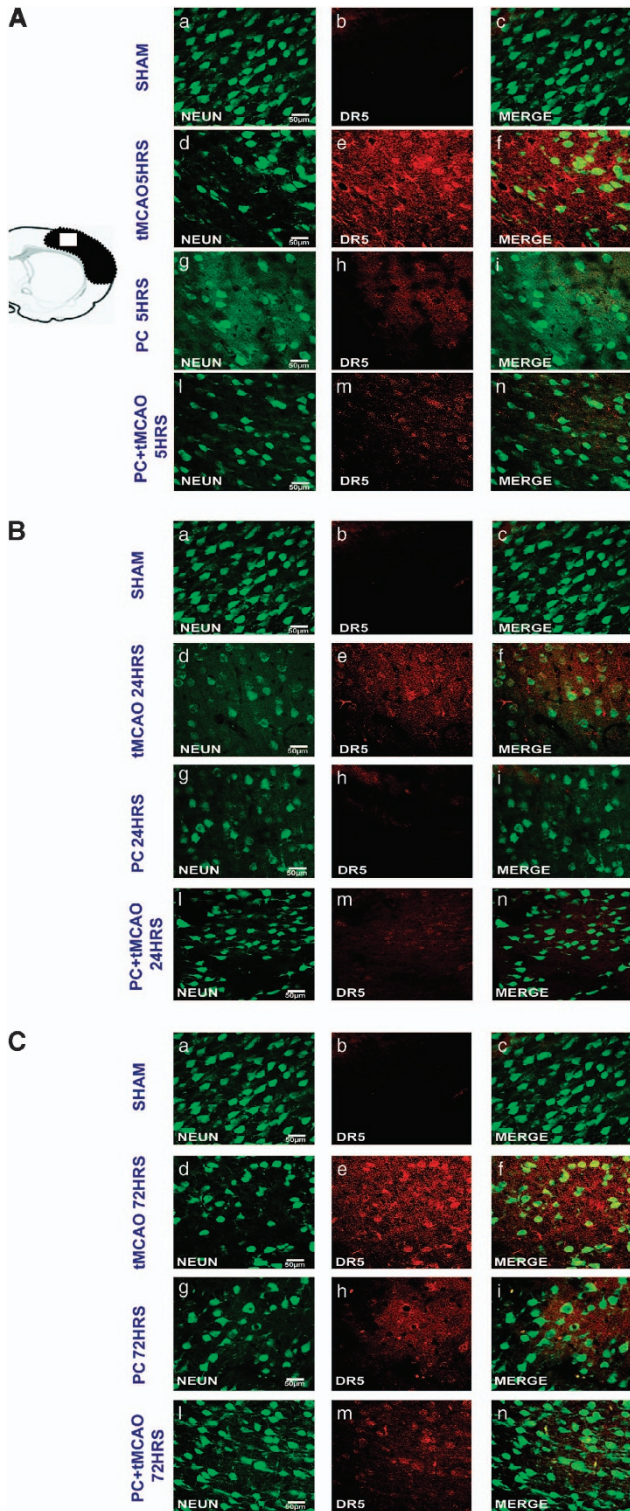 A
SHAM
a
NEUN
50µm
b
DR5
c
MERGE
tMCAO5HRS
d
NEUN
50µm
e
DR5
f
MERGE
PC 5HRS
g
NEUN
50µm
h
DR5
i
MERGE
PC+tMCAO
5HRS
l
NEUN
50µm
m
DR5
n
MERGE
B
SHAM
a
NEUN
50µm
b
DR5
c
MERGE
tMCAO 24HRS
d
NEUN
50µm
e
DR5
f
MERGE
PC 24HRS
g
NEUN
50µm
h
DR5
i
MERGE
PC+tMCAO
24HRS
l
NEUN
50µm
m
DR5
n
MERGE
C
SHAM
a
NEUN
50µm
b
DR5
c
MERGE
tMCAO 72HRS
d
NEUN
50µm
e
DR5
f
MERGE
PC 72HRS
g
NEUN
50µm
h
DR5
i
MERGE
PC+tMCAO
72HRS
l
NEUN
50µm
m
DR5
n
MERGE